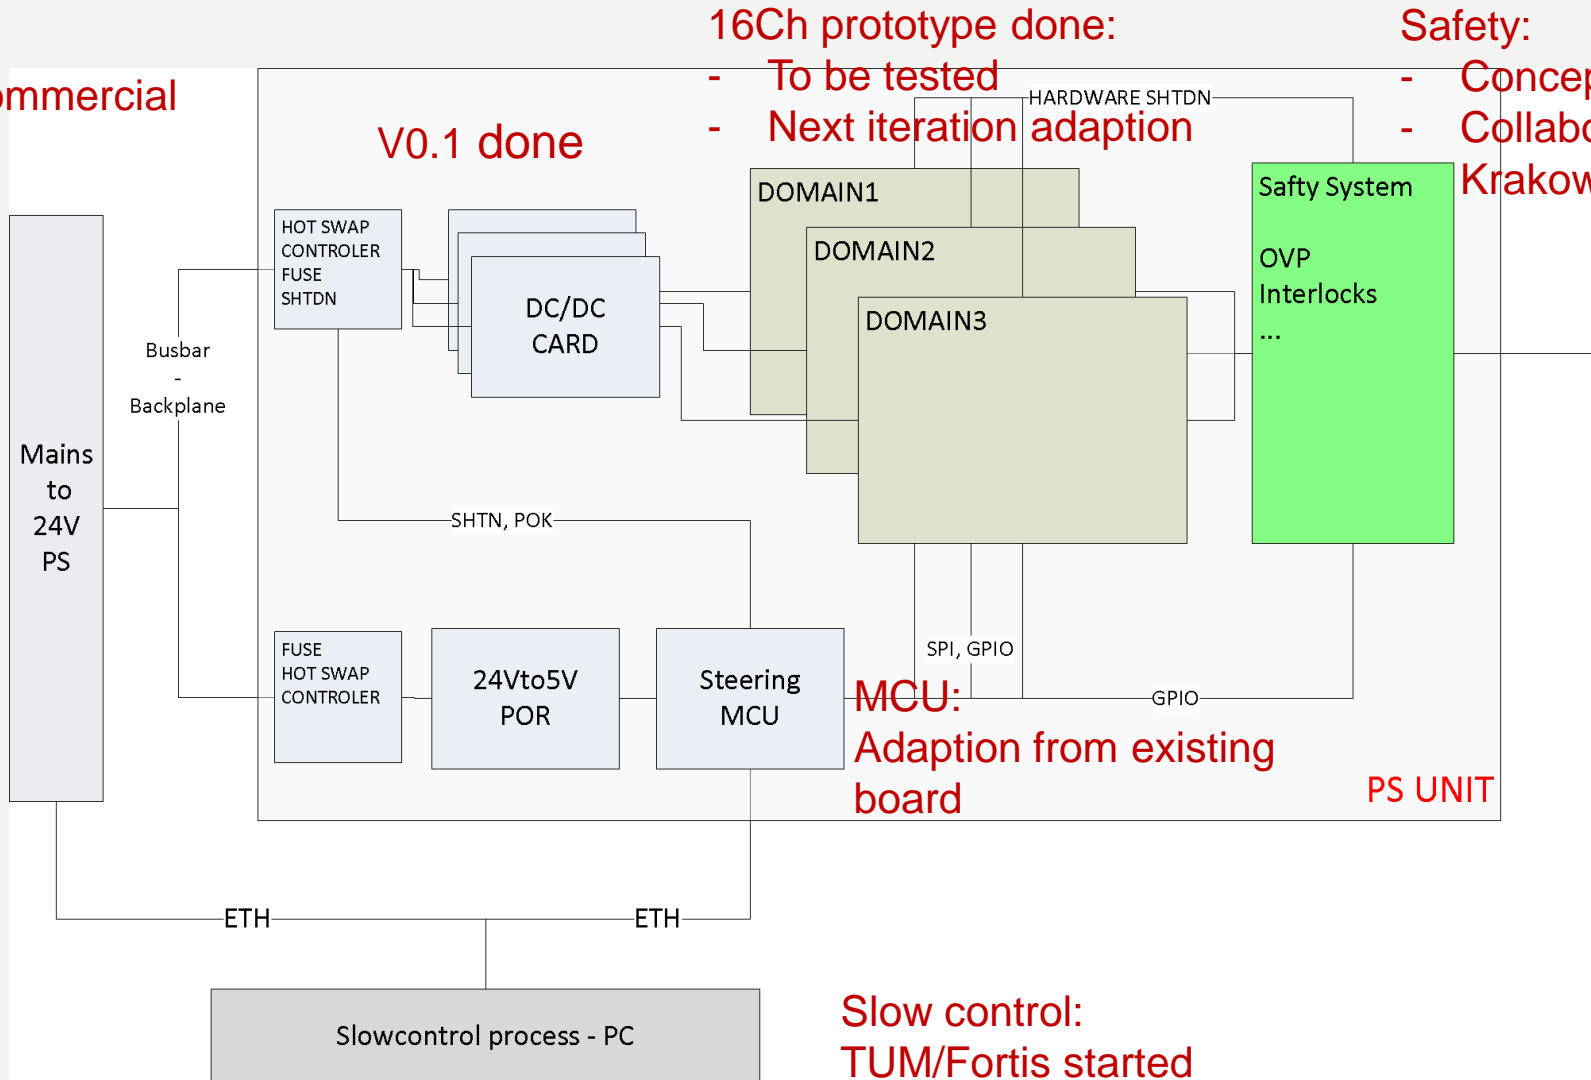 16Ch prototype done:
- To be tested
- Next iteration adaption
Safety:
-
-
V0.1 done
HARDWARE SHTDN
HOT SWAP
CONTROLER
FUSE
SHTDN
DC/DC
CARD
DOMAIN1
DOMAIN2
DOMAIN3
Safty System
OVP
Interlocks
...
Busbar
-
Backplane
Mains
to
24V
PS
SHTN, POK
FUSE
HOT SWAP
CONTROLER
24Vto5V
POR
Steering
MCU
SPI, GPIO
GPIO
MCU:
Adaption from existing
board
PS UNIT
ETH
ETH
Slowcontrol process - PC
Slow control:
TUM/Fortis started